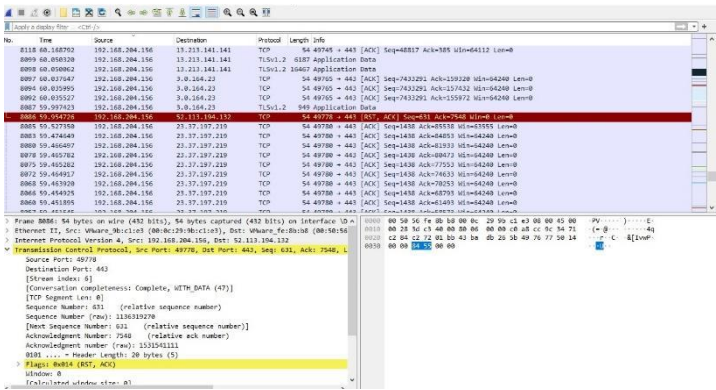 Apply a display filter ... <Ctrl-/>
No. Time Source Destination Protocol Length Info
8118 60.168792 192.168.204.156 13.213.141.141 TCP 54 49745 → 443 [ACK] Seq=48817 Ack=385 Win=64112 Len=0
8099 60.050320 192.168.204.156 13.213.141.141 TLSv1.2 6187 Application Data
8098 60.050062 192.168.204.156 13.213.141.141 TLSv1.2 16467 Application Data
8092 60.037647 192.168.204.156 3.0.164.23 TCP 54 49765 → 443 [ACK] Seq=7433291 Ack=159320 Win=64240 Len=0
8094 60.035995 192.168.204.156 3.0.164.23 TCP 54 49765 → 443 [ACK] Seq=7433291 Ack=157432 Win=64240 Len=0
8092 60.035527 192.168.204.156 3.0.164.23 TCP 54 49765 → 443 [ACK] Seq=7433291 Ack=155972 Win=64240 Len=0
8087 59.997423 192.168.204.156 3.0.164.23 TLSv1.2 949 Application Data
8086 59.954726 192.168.204.156 52.113.194.132 TCP 54 49778 → 443 [RST, ACK] Seq=631 Ack=7548 Win=0 Len=0
8085 59.527350 192.168.204.156 23.37.197.219 TCP 54 49780 → 443 [ACK] Seq=1438 Ack=85538 Win=63955 Len=0
8083 59.474643 192.168.204.156 23.37.197.219 TCP 54 49780 → 443 [ACK] Seq=1438 Ack=84853 Win=64240 Len=0
8080 59.466497 192.168.204.156 23.37.197.219 TCP 54 49780 → 443 [ACK] Seq=1438 Ack=81933 Win=64240 Len=0
8078 59.465782 192.168.204.156 23.37.197.219 TCP 54 49780 → 443 [ACK] Seq=1438 Ack=80473 Win=64240 Len=0
8075 59.465282 192.168.204.156 23.37.197.219 TCP 54 49780 → 443 [ACK] Seq=1438 Ack=77553 Win=64240 Len=0
8072 59.464917 192.168.204.156 23.37.197.219 TCP 54 49780 → 443 [ACK] Seq=1438 Ack=74633 Win=64240 Len=0
8068 59.463920 192.168.204.156 23.37.197.219 TCP 54 49780 → 443 [ACK] Seq=1438 Ack=70253 Win=64240 Len=0
8066 59.454925 192.168.204.156 23.37.197.219 TCP 54 49780 → 443 [ACK] Seq=1438 Ack=68793 Win=64240 Len=0
8060 59.451895 192.168.204.156 23.37.197.219 TCP 54 49780 → 443 [ACK] Seq=1438 Ack=61493 Win=64240 Len=0
Frame 8086: 54 bytes on wire (432 bits), 54 bytes captured (432 bits) on interface \D
Ethernet II, Src: VMware_9b:c1:e3 (00:0c:29:9b:c1:e3), Dst: VMware_fe:8b:b8 (00:50:56
Internet Protocol Version 4, Src: 192.168.204.156, Dst: 52.113.194.132
Transmission Control Protocol, Src Port: 49778, Dst Port: 443, Seq: 631, Ack: 7548, L
Source Port: 49778
Destination Port: 443
[Stream index: 6]
[Conversation completeness: Complete, WITH_DATA (47)]
[TCP Segment Len: 0]
Sequence Number: 631 (relative sequence number)
Sequence Number (raw): 1136319270
[Next Sequence Number: 631 (relative sequence number)]
Acknowledgment Number: 7548 (relative ack number)
Acknowledgment number (raw): 1531541111
0101 .... = Header Length: 20 bytes (5)
Flags: 0x014 (RST, ACK)
Window: 0
[Calculated window size: 0]
0000 00 50 56 fe 8b b8 00 0c 29 9b c1 e3 08 00 45 00 ·PV·····)·····E·
0010 00 28 3d c3 40 00 80 06 00 00 c0 a8 cc 9c 34 71 ·(=·@·········4q
0020 c2 84 c2 72 01 bb 43 ba db 26 5b 49 76 77 50 14 ···r··C··&[IvwP·
0030 00 00 84 55 00 00